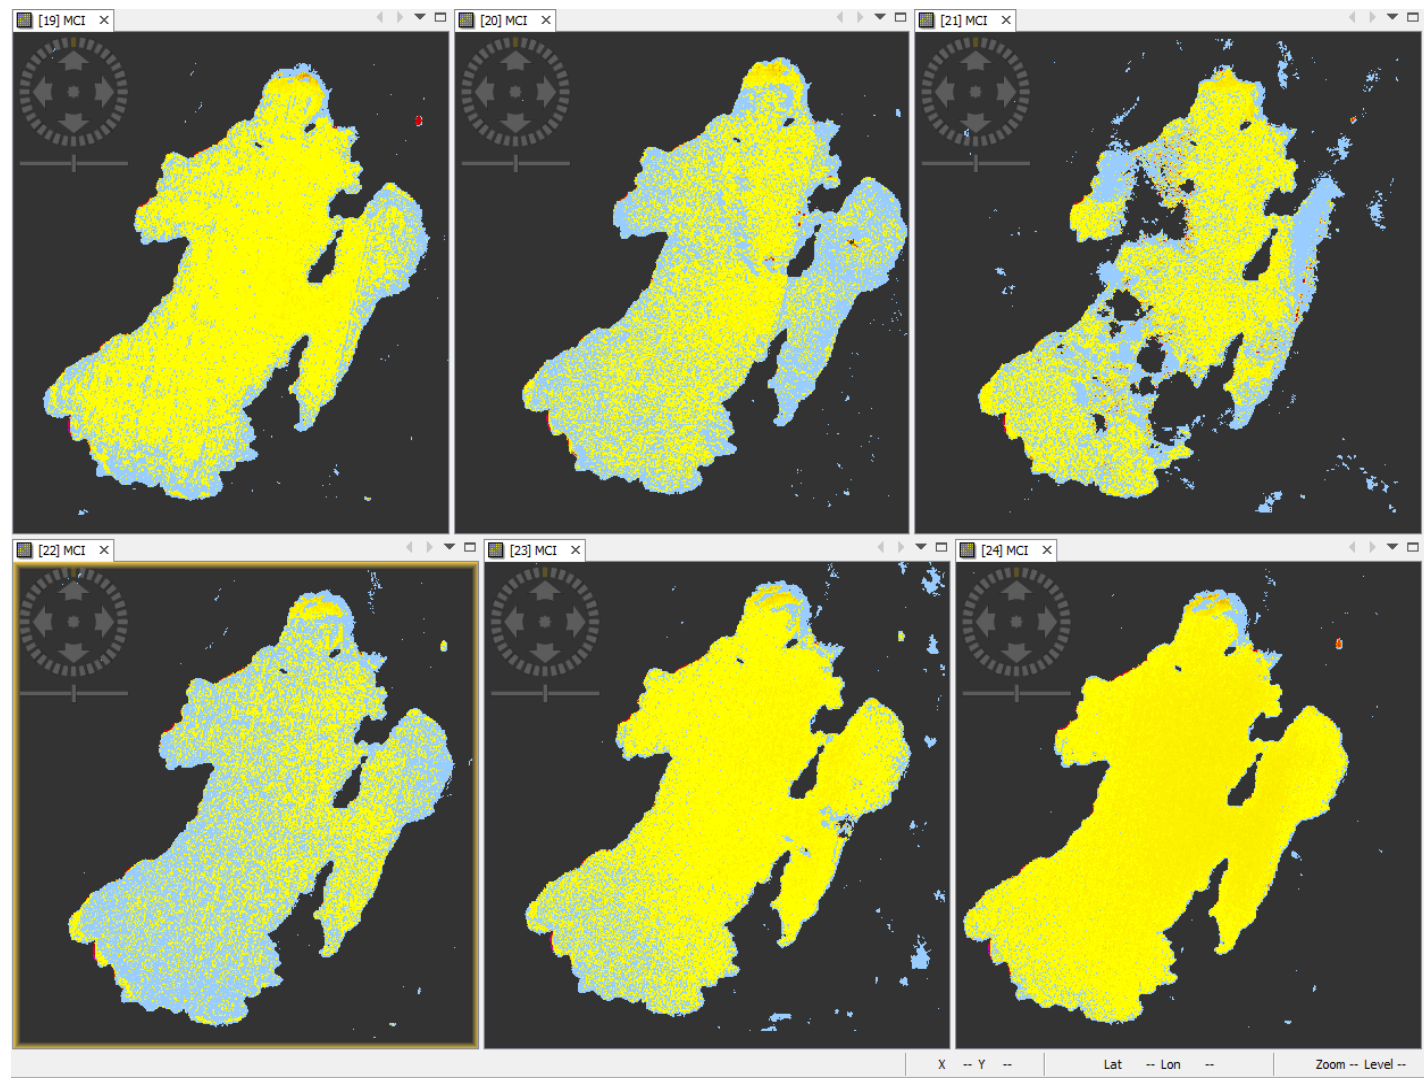 [19] MCI
[20] MCI
[21] MCI
[22] MCI
[23] MCI
[24] MCI
X -- Y -- Lat -- Lon -- Zoom -- Level --